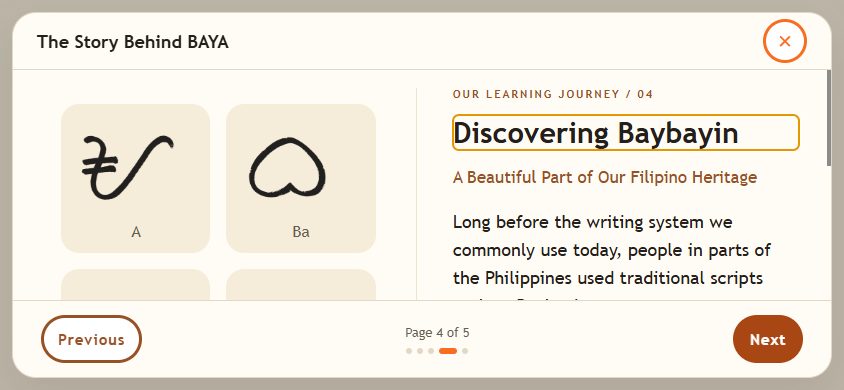 The Story Behind BAYA
ᜀ
A
ᜊ
Ba
OUR LEARNING JOURNEY / 04
Discovering Baybayin
A Beautiful Part of Our Filipino Heritage
Long before the writing system we
commonly use today, people in parts of
the Philippines used traditional scripts
Previous
Page 4 of 5
Next